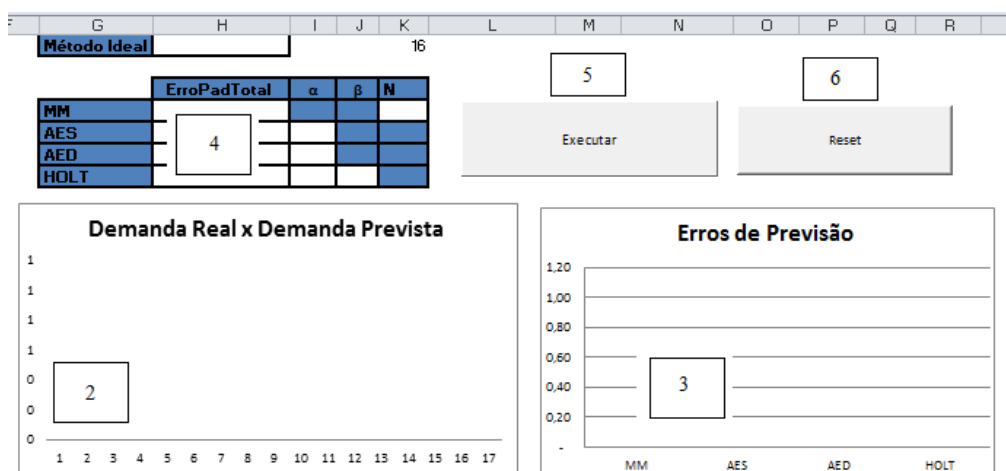 F G H I J K L M N O P Q R
Método Ideal 16
5 6
ErroPadTotal α β N
MM
AES
AED
HOLT
4
Executar Reset
Demanda Real x Demanda Prevista
1
1
1
1
0
0
0
2
1 2 3 4 5 6 7 8 9 10 11 12 13 14 15 16 17
Erros de Previsão
1,20
1,00
0,80
0,60
0,40
0,20
-
3
MM AES AED HOLT